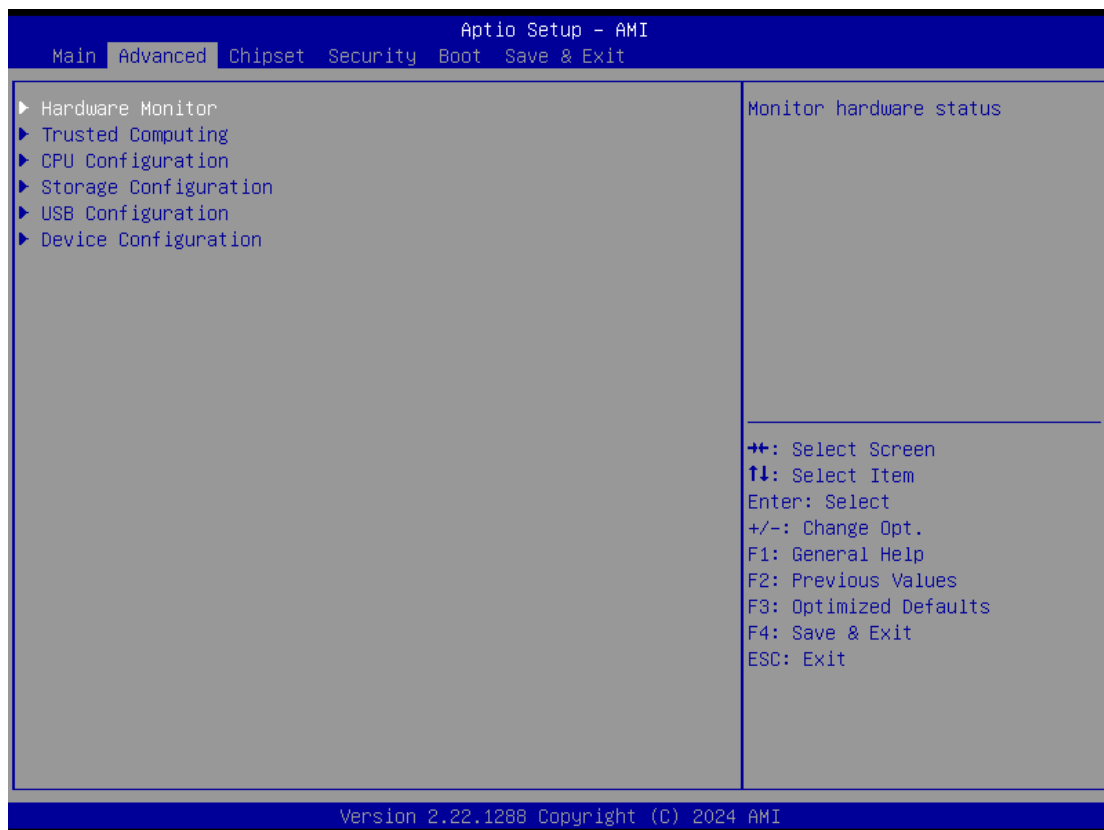 Aptio Setup – AMI
Main Advanced Chipset Security Boot Save & Exit
▶ Hardware Monitor
▶ Trusted Computing
▶ CPU Configuration
▶ Storage Configuration
▶ USB Configuration
▶ Device Configuration
Monitor hardware status
→←: Select Screen
↑↓: Select Item
Enter: Select
+/-: Change Opt.
F1: General Help
F2: Previous Values
F3: Optimized Defaults
F4: Save & Exit
ESC: Exit
Version 2.22.1288 Copyright (C) 2024 AMI